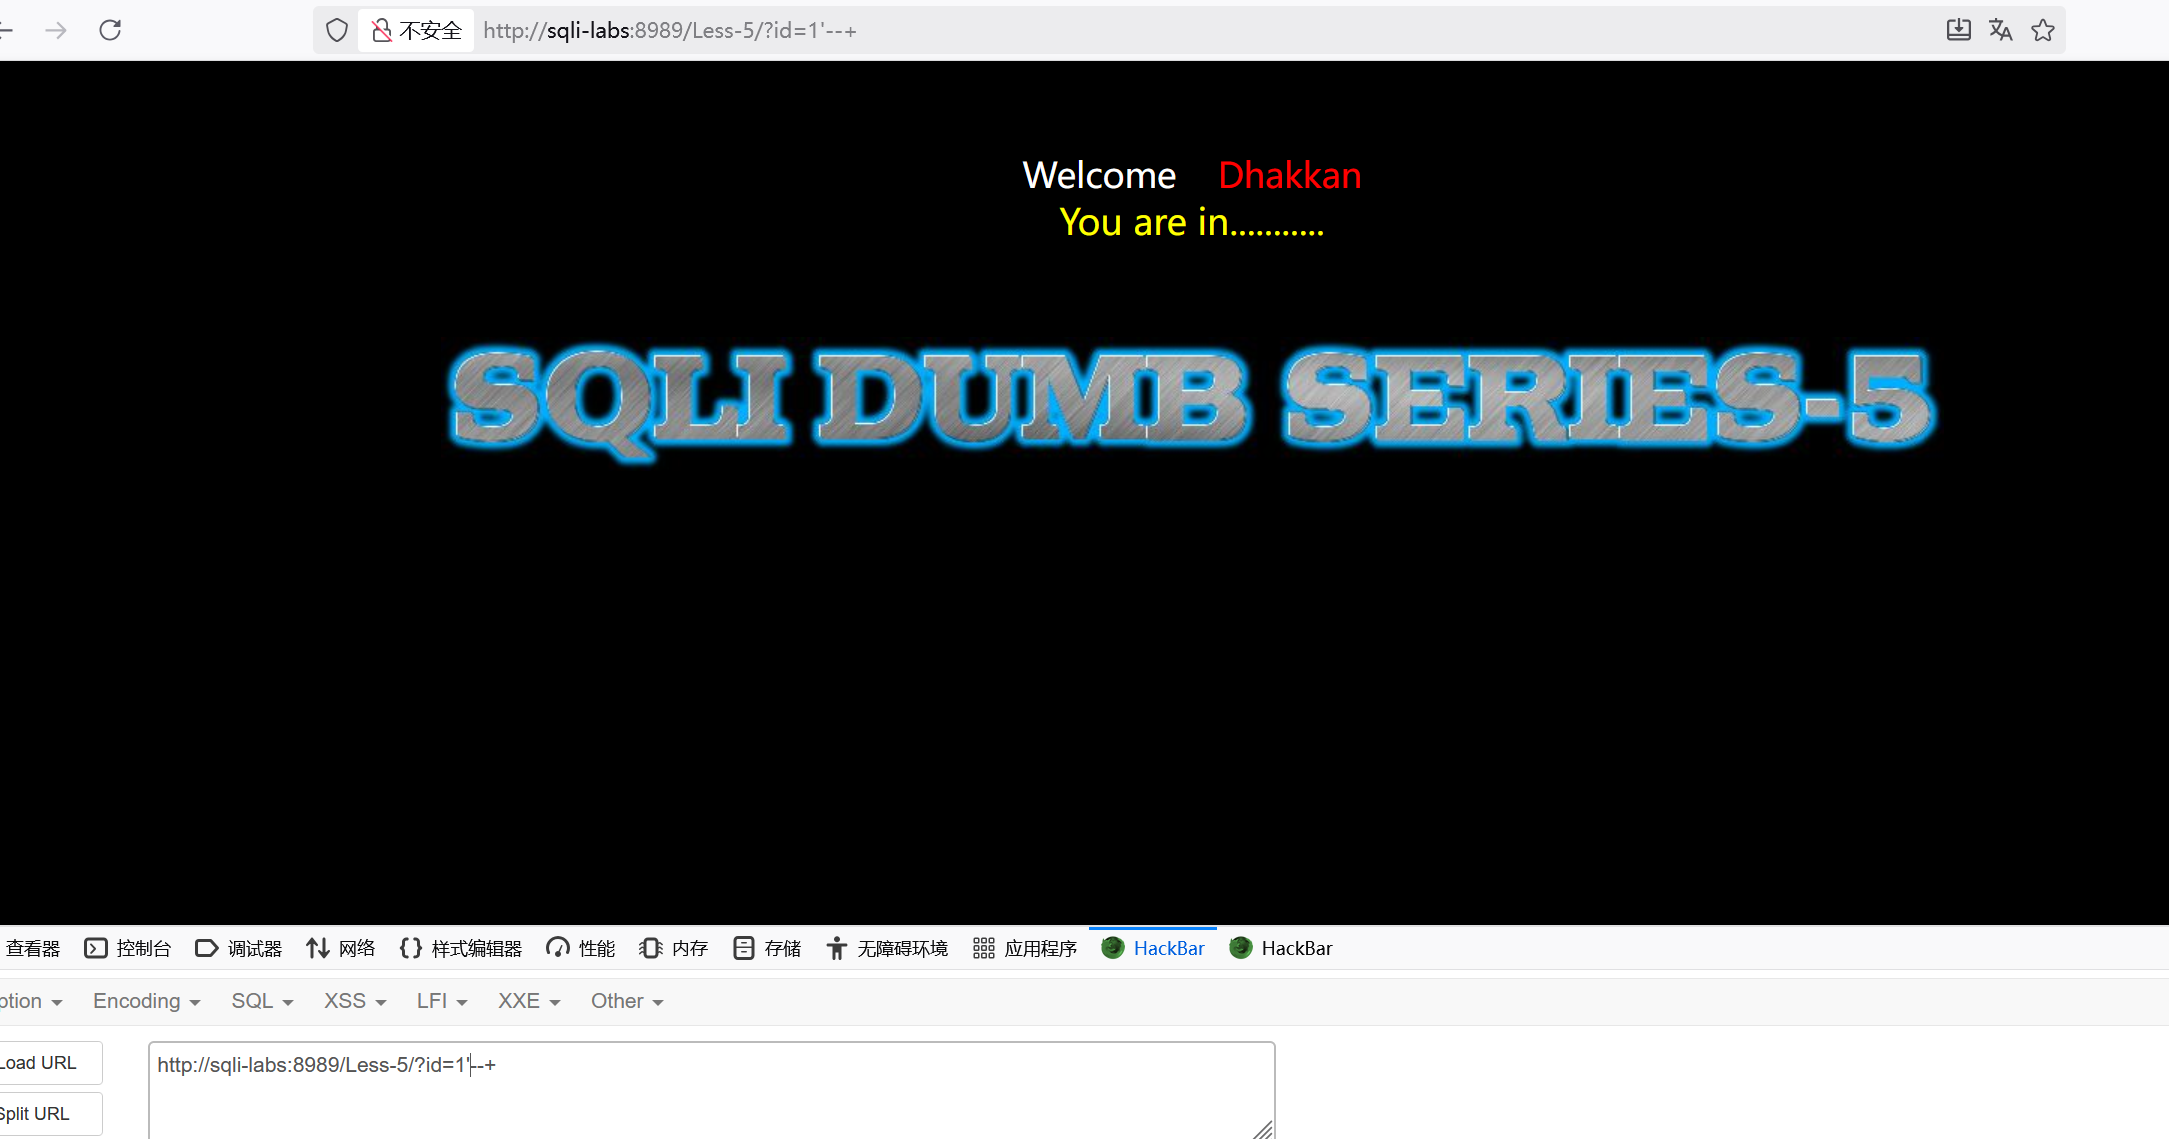 不安全 http://sqli-labs:8989/Less-5/?id=1'--+
Welcome Dhakkan
You are in...........
SQLI DUMB SERIES-5
查看器 控制台 调试器 网络 样式编辑器 性能 内存 存储 无障碍环境 应用程序 HackBar HackBar
ption Encoding SQL XSS LFI XXE Other
Load URL http://sqli-labs:8989/Less-5/?id=1'--+
Split URL